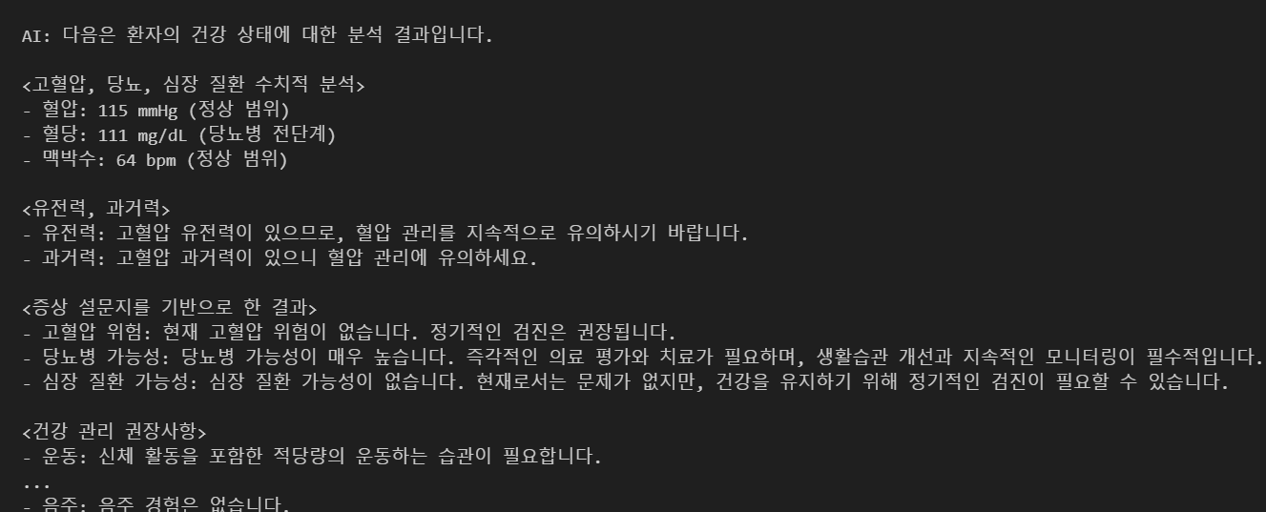 AI: 다음은 환자의 건강 상태에 대한 분석 결과입니다.
<고혈압, 당뇨, 심장 질환 수치적 분석>
- 혈압: 115 mmHg (정상 범위)
- 혈당: 111 mg/dL (당뇨병 전단계)
- 맥박수: 64 bpm (정상 범위)
<유전력, 과거력>
- 유전력: 고혈압 유전력이 있으므로, 혈압 관리를 지속적으로 유의하시기 바랍니다.
- 과거력: 고혈압 과거력이 있으니 혈압 관리에 유의하세요.
<증상 설문지를 기반으로 한 결과>
- 고혈압 위험: 현재 고혈압 위험이 없습니다. 정기적인 검진은 권장됩니다.
- 당뇨병 가능성: 당뇨병 가능성이 매우 높습니다. 즉각적인 의료 평가와 치료가 필요하며, 생활습관 개선과 지속적인 모니터링이 필수적입니다.
- 심장 질환 가능성: 심장 질환 가능성이 없습니다. 현재로서는 문제가 없지만, 건강을 유지하기 위해 정기적인 검진이 필요할 수 있습니다.
<건강 관리 권장사항>
- 운동: 신체 활동을 포함한 적당량의 운동하는 습관이 필요합니다.
...
- 음주: 음주 경험은 없습니다.